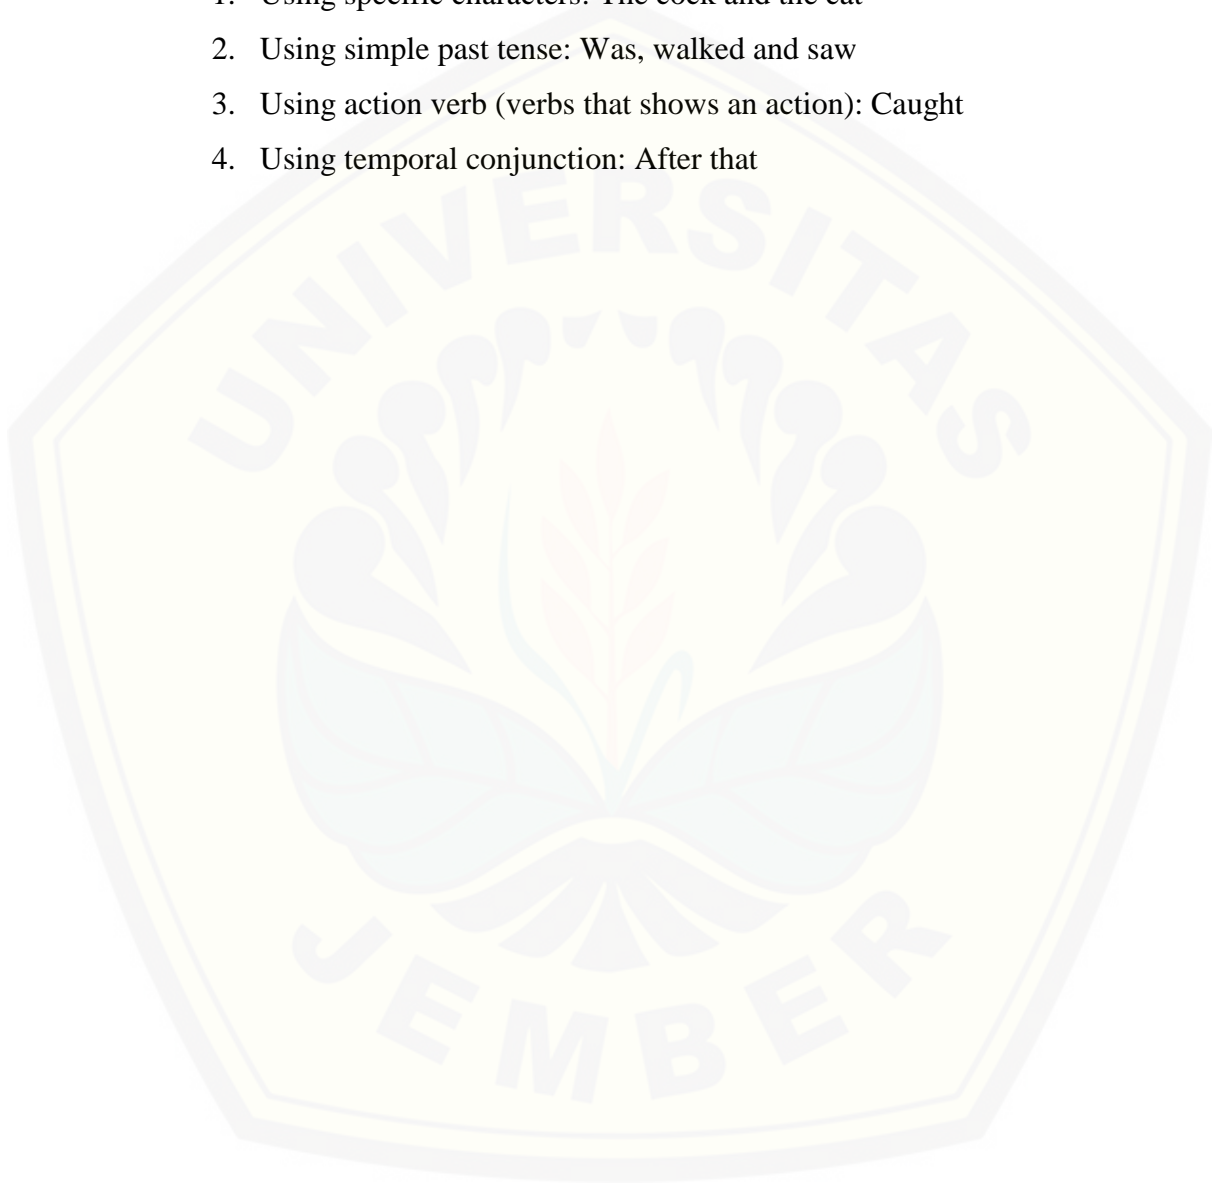 1. Using specific characters: The cock and the cat
2. Using simple past tense: Was, walked and saw
3. Using action verb (verbs that shows an action): Caught
4. Using temporal conjunction: After that
UNIVERSITAS
JEMBER